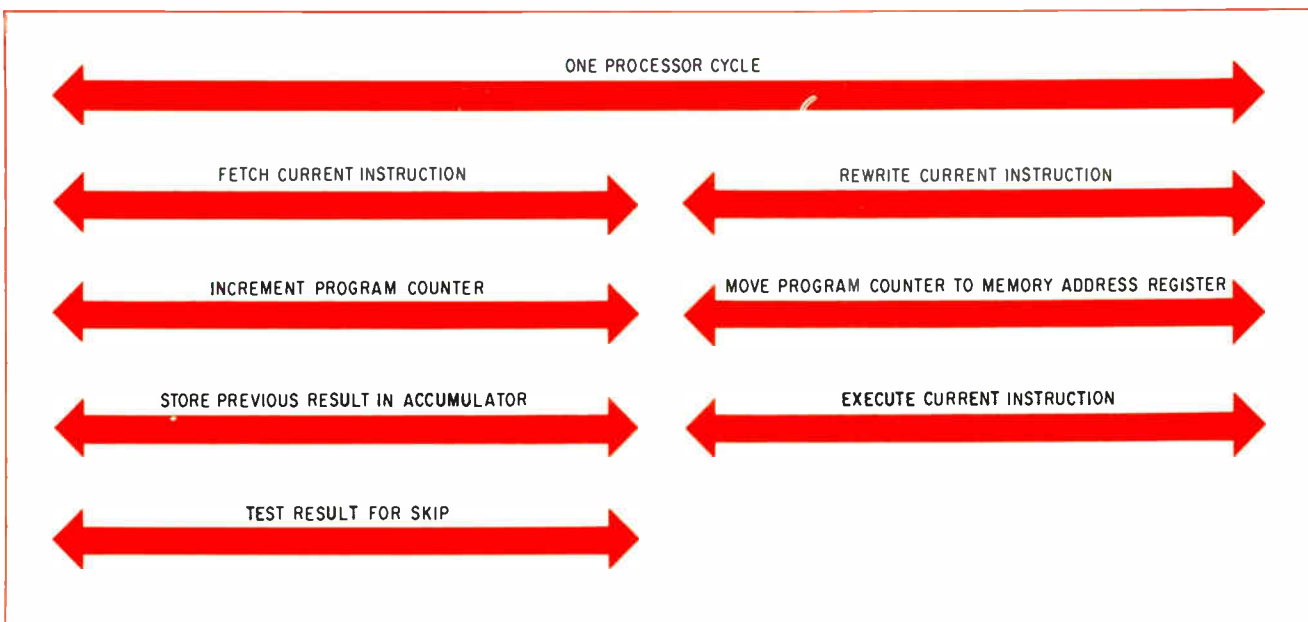 ONE PROCESSOR CYCLE
FETCH CURRENT INSTRUCTION
REWRITE CURRENT INSTRUCTION
INCREMENT PROGRAM COUNTER
MOVE PROGRAM COUNTER TO MEMORY ADDRESS REGISTER
STORE PREVIOUS RESULT IN ACCUMULATOR
EXECUTE CURRENT INSTRUCTION
TEST RESULT FOR SKIP